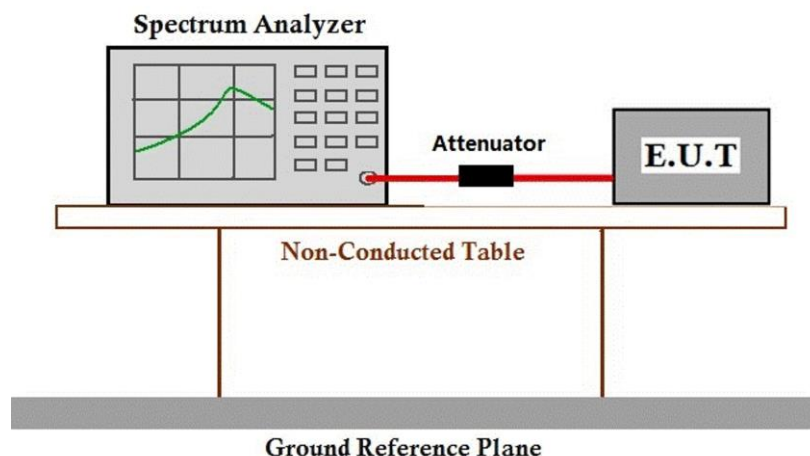 Spectrum Analyzer
Attenuator
E.U.T
Non-Conducted Table
Ground Reference Plane